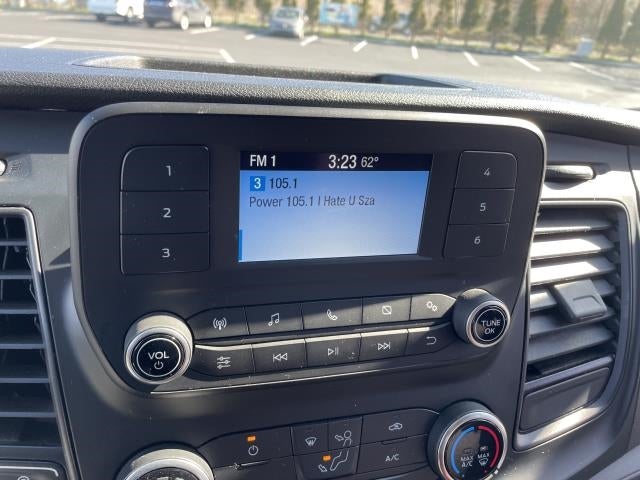 FM 1 3:23 62°
3 105.1
Power 105.1 I Hate U Sza
1
2
3
4
5
6
VOL
TUNE
OK
A/C
MAX
A/C
MAX